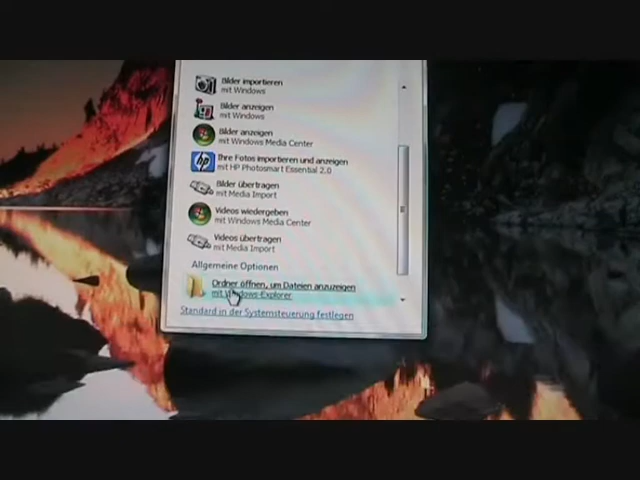 Bilder importieren
mit Windows
Bilder anzeigen
mit Windows
Bilder anzeigen
mit Windows Media Center
hp
Ihre Fotos importieren und anzeigen
mit HP Photosmart Essential 2.0
Bilder übertragen
mit Media Import
Videos wiedergeben
mit Windows Media Center
Videos übertragen
mit Media Import
Allgemeine Optionen
Ordner öffnen, um Dateien anzuzeigen
mit Windows-Explorer
Standard in der Systemsteuerung festlegen